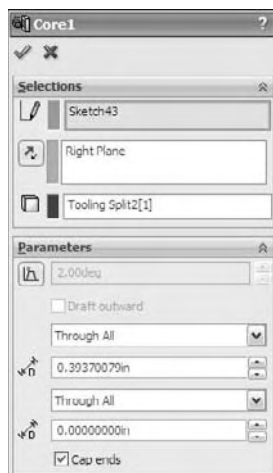 Core1 ?
Selections
Sketch43
Right Plane
Tooling Split2[1]
Parameters
2.00deg
Draft outward
Through All
0.39370079in
Through All
0.00000000in
Cap ends